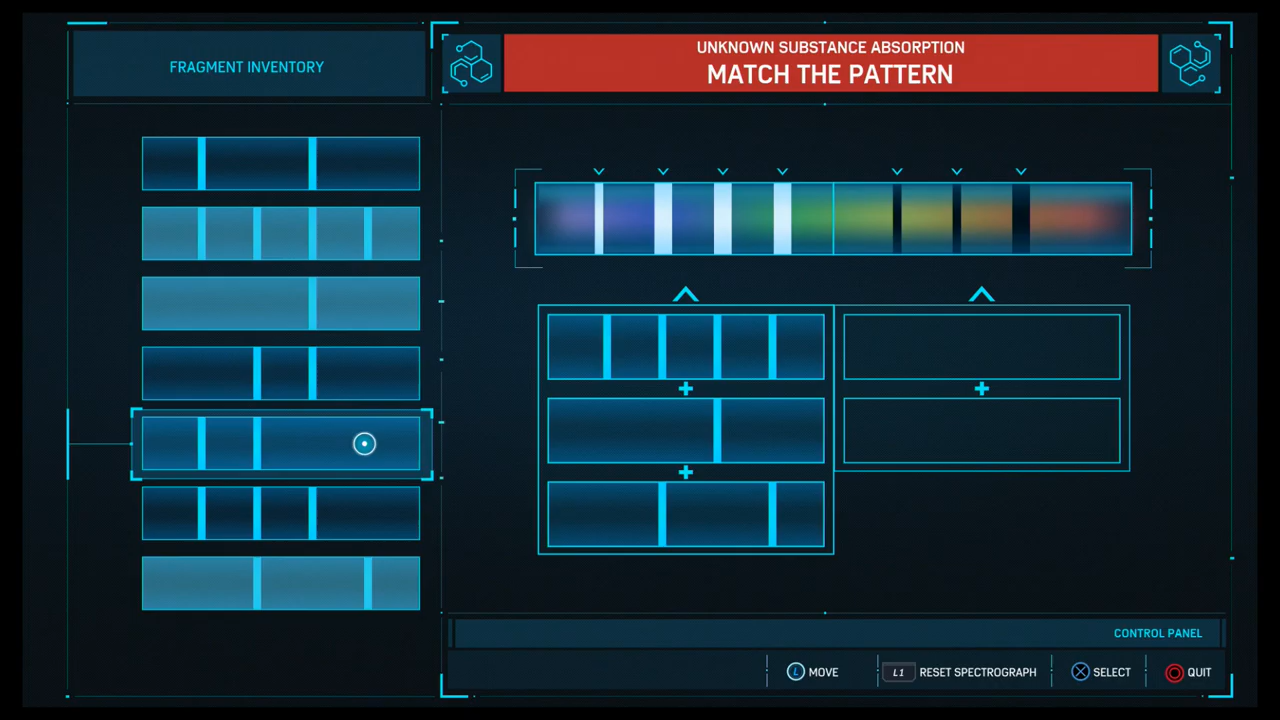 FRAGMENT INVENTORY
UNKNOWN SUBSTANCE ABSORPTION
MATCH THE PATTERN
CONTROL PANEL
L MOVE
L1 RESET SPECTROGRAPH
SELECT
QUIT